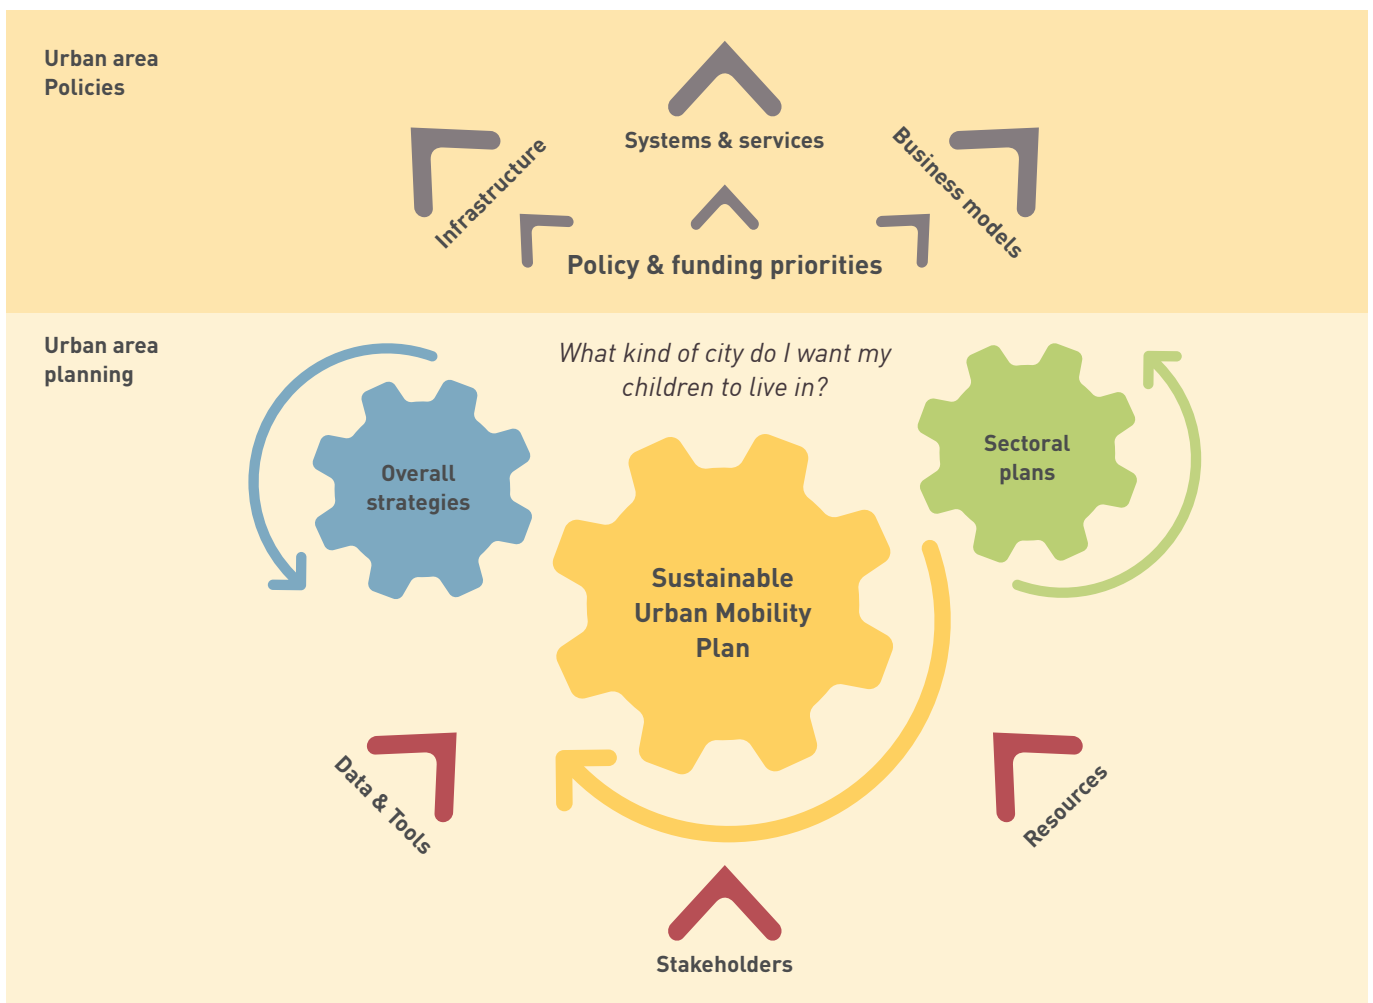 Urban area
Policies
Systems & services
Infrastructure
Business models
Policy & funding priorities
Urban area
planning
What kind of city do I want my
children to live in?
Overall
strategies
Sectoral
plans
Sustainable
Urban Mobility
Plan
Data & Tools
Resources
Stakeholders